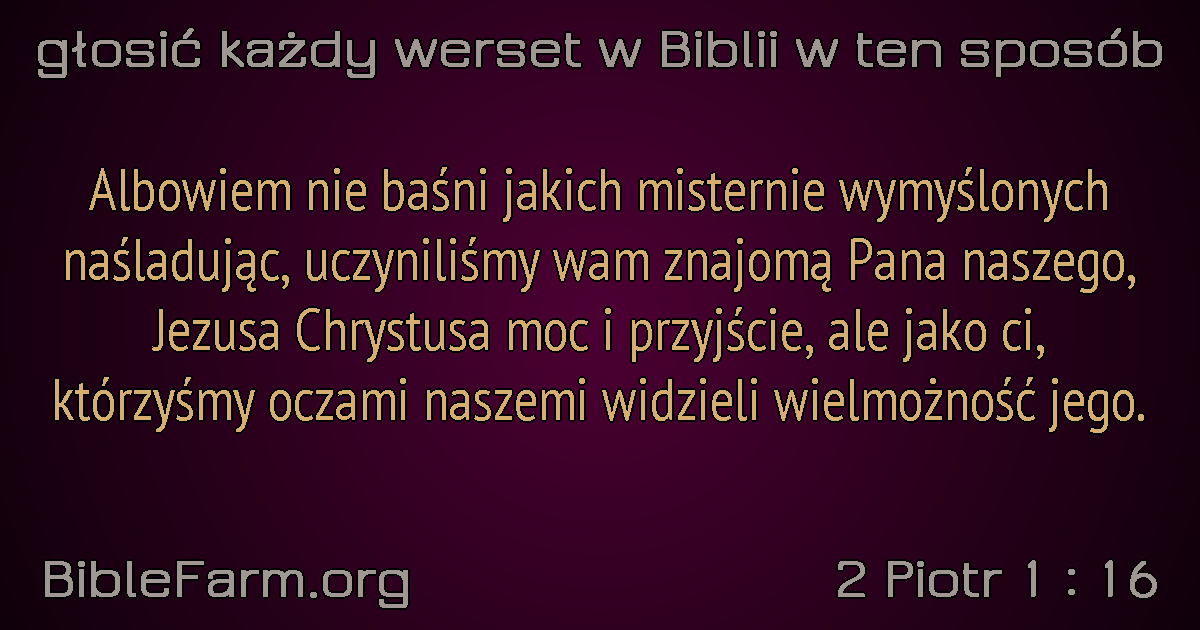 głosić każdy werset w Biblii w ten sposób
Albowiem nie baśni jakich misternie wymyślonych
naśladując, uczyniliśmy wam znajomą Pana naszego,
Jezusa Chrystusa moc i przyjście, ale jako ci,
którzyśmy oczami naszemi widzieli wielmożność jego.
BibleFarm.org
2 Piotr 1 : 16